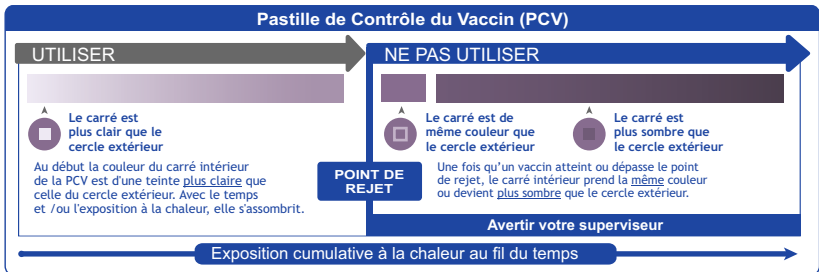 Pastille de Contrôle du Vaccin (PCV)
UTILISER
Le carré est
plus clair que le
cercle extérieur
Au début la couleur du carré intérieur
de la PCV est d'une teinte plus claire que
celle du cercle extérieur. Avec le temps
et /ou l'exposition à la chaleur, elle s'assombrit.
POINT DE
REJET
NE PAS UTILISER
Le carré est de
même couleur que
le cercle extérieur
Le carré est
plus sombre que
le cercle extérieur
Une fois qu'un vaccin atteint ou dépasse le point
de rejet, le carré intérieur prend la même couleur
ou devient plus sombre que le cercle extérieur.
Avertir votre superviseur
Exposition cumulative à la chaleur au fil du temps